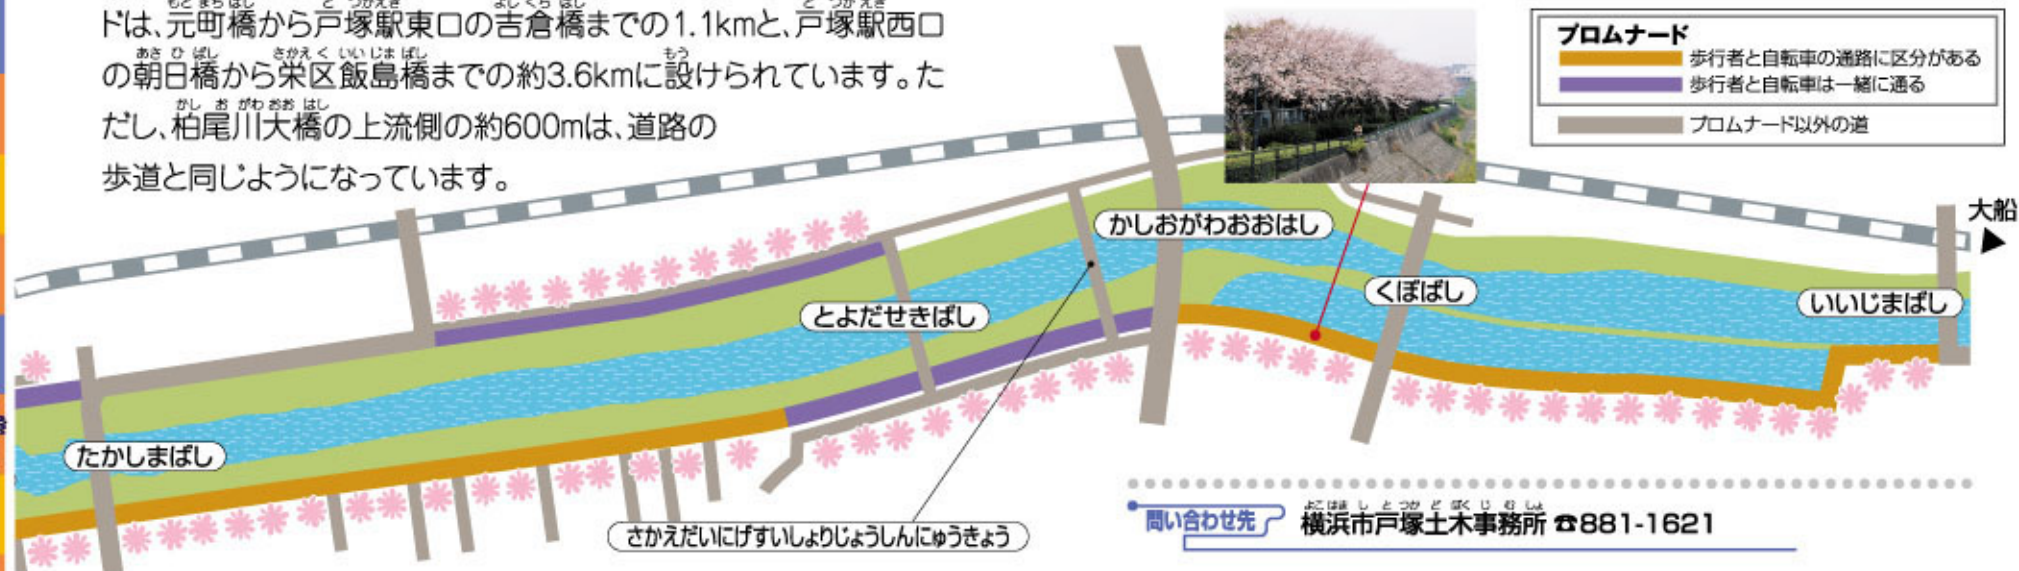 ドは、元町橋から戸塚駅東口の吉倉橋までの1.1kmと、戸塚駅西口
の朝日橋から栄区飯島橋までの約3.6kmに設けられています。た
だし、柏尾川大橋の上流側の約600mは、道路の
歩道と同じようになっています。
プロムナード
歩行者と自転車の通路に区分がある
歩行者と自転車は一緒に通る
プロムナード以外の道
大船
かしおがわおおはし
くぼばし
いいじまばし
とよだせきばし
たかしまばし
さかえだいにげすいしょりじょうしんにゅうきょう
問い合わせ先
横浜市戸塚土木事務所 ☎881-1621